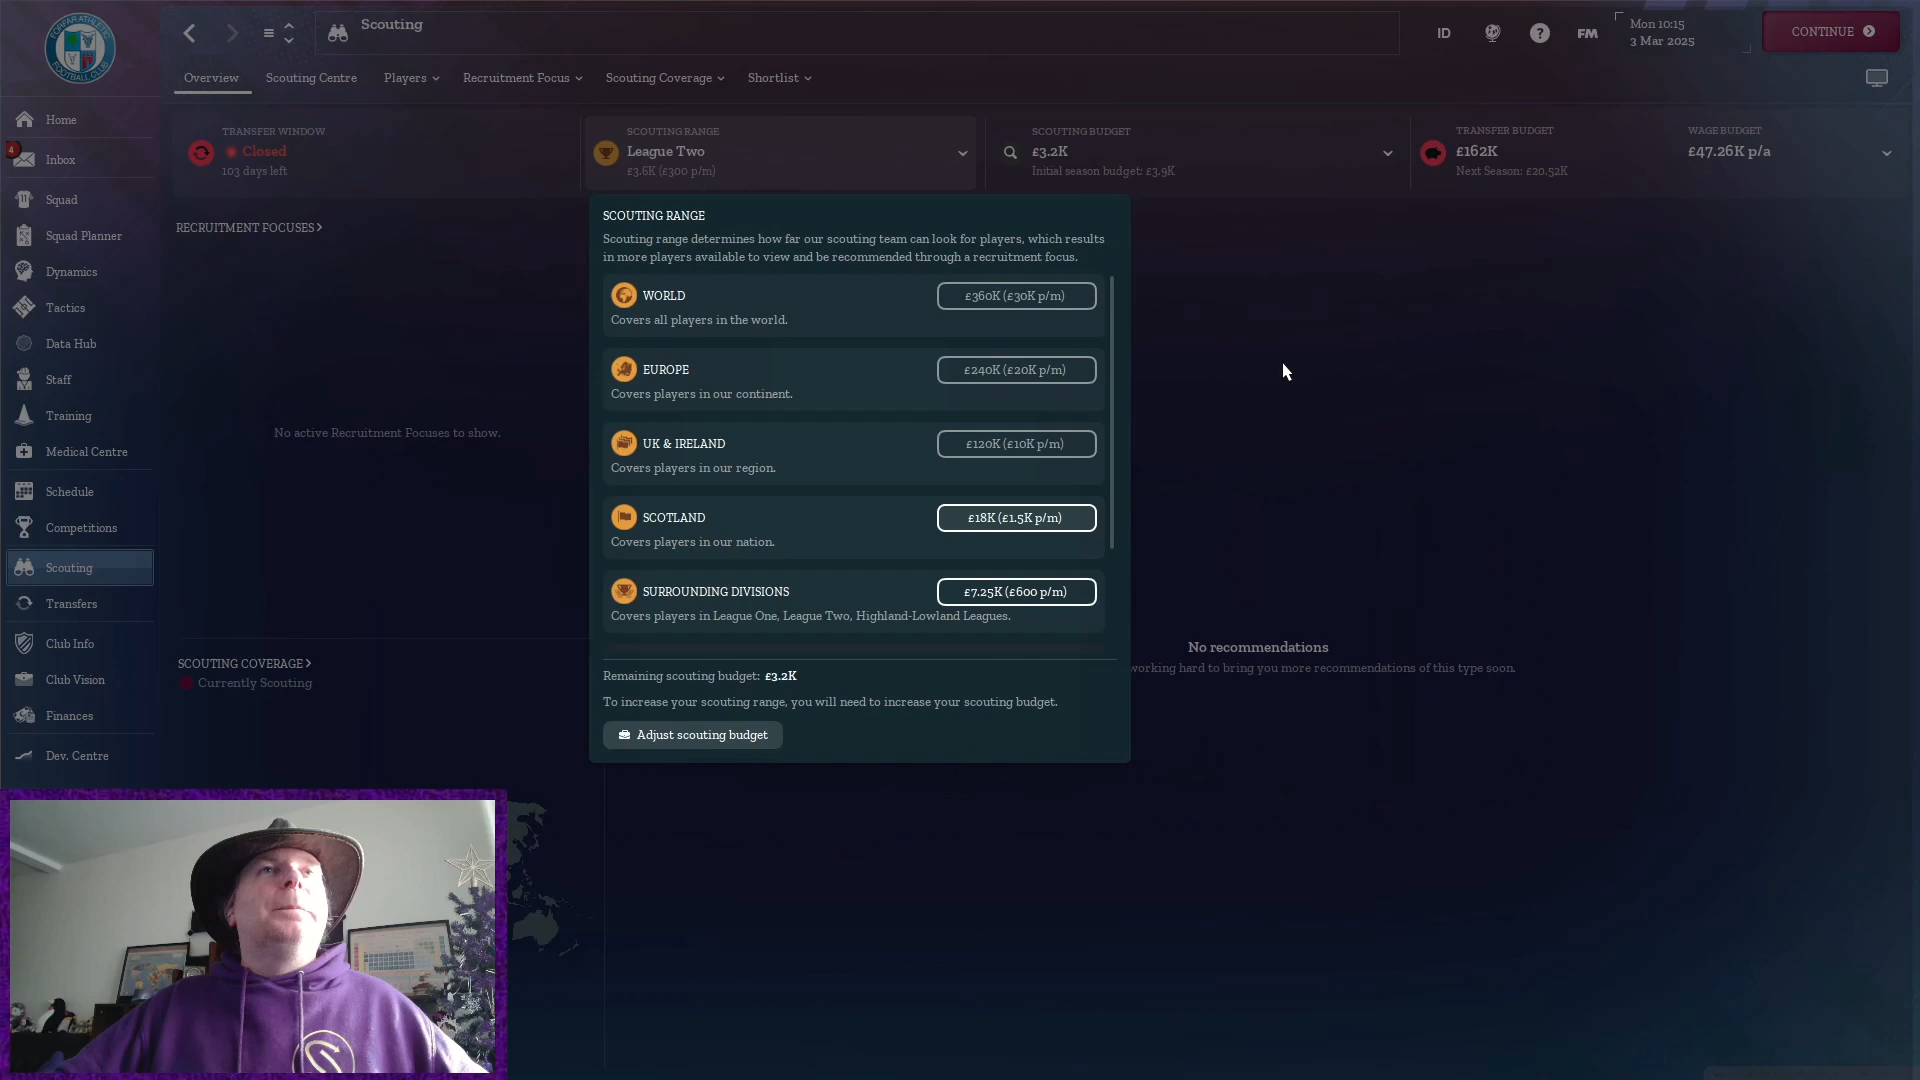 Scouting
ID
FM
Mon 10:15
3 Mar 2025
CONTINUE
Overview
Scouting Centre
Players
Recruitment Focus
Scouting Coverage
Shortlist
FORFAR ATHLETIC
FOOTBALL CLUB
Home
4
Inbox
Squad
Squad Planner
Dynamics
Tactics
Data Hub
Staff
Training
Medical Centre
Schedule
Competitions
Scouting
Transfers
Club Info
Club Vision
Finances
Dev. Centre
TRANSFER WINDOW
Closed
103 days left
SCOUTING RANGE
League Two
£3.6K (£300 p/m)
SCOUTING BUDGET
£3.2K
Initial season budget: £3.9K
TRANSFER BUDGET
£162K
Next Season: £20.52K
WAGE BUDGET
£47.26K p/a
RECRUITMENT FOCUSES
No active Recruitment Focuses to show.
SCOUTING COVERAGE
Currently Scouting
SCOUTING RANGE
Scouting range determines how far our scouting team can look for players, which results
in more players available to view and be recommended through a recruitment focus.
WORLD
£360K (£30K p/m)
Covers all players in the world.
EUROPE
£240K (£20K p/m)
Covers players in our continent.
UK & IRELAND
£120K (£10K p/m)
Covers players in our region.
SCOTLAND
£18K (£1.5K p/m)
Covers players in our nation.
SURROUNDING DIVISIONS
£7.25K (£600 p/m)
Covers players in League One, League Two, Highland-Lowland Leagues.
Remaining scouting budget: £3.2K
To increase your scouting range, you will need to increase your scouting budget.
Adjust scouting budget
No recommendations
working hard to bring you more recommendations of this type soon.